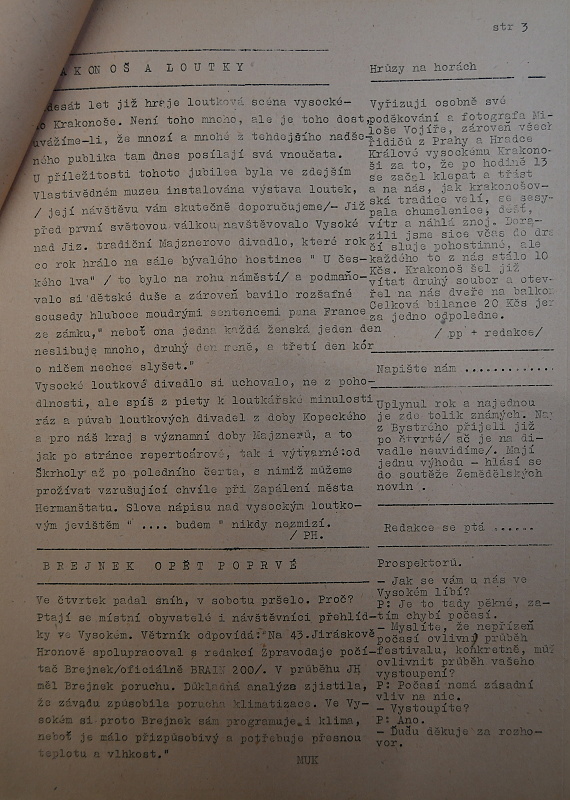 str 3
AKONOŠ A LOUTKY
desát let již hraje loutková scéna vysocké-
o Krakonoše. Není toho mnoho, ale je toho dost,
uvážíme-li, že mnozí a mnohé z tehdejšího nadše-
ného publika tam dnes posílají svá vnoučata.
U příležitosti tohoto jubilea byla ve zdejším
Vlastivědném muzeu instalována výstava loutek,
/ její návštěvu vám skutečně doporučujeme/- Již
před první světovou válkou navštěvovalo Vysoké
nad Jiz. tradiční Majznerovo divadlo, které rok
co rok hrálo na sále bývalého hostince " U čes-
kého lva" / to bylo na rohu náměstí/ a podmaňo-
valo si dětské duše a zároveň bavilo rozšafné
sousedy hluboce moudrými sentencemi pana France
ze zámku," neboť ona jedna každá ženská jeden den
neslibuje mnoho, druhý den méně, a třetí den kór
o ničem nechce slyšet."
Vysocké loutkové divadlo si uchovalo, ne z poho-
dlnosti, ale spíš z piety k loutkářské minulosti
ráz a půvab loutkových divadel z doby Kopeckého
a pro náš kraj s významní doby Majznerů, a to
jak po stránce repertoárové, tak i výtvarné:od
Škrholy až po poledního čerta, s nimiž můžeme
prožívat vzrušující chvíle při Zapálení města
Hermanštatu. Slova nápisu nad vysockým loutko-
vým jevištěm " .... budem " nikdy nezmizí.
/ PH.
BREJNEK OPĚT POPRVÉ
Ve čtvrtek padal sníh, v sobotu pršelo. Proč?
Ptají se místní obyvatelé i návštěvníci přehlíd-
ky ve Vysokém. Větrník odpovídá:"Na 43.Jiráskově
Hronově spolupracoval s redakcí Zpravodaje počí-
tač Brejnek/oficiálně BRAIN 200/. V průběhu JH
měl Brejnek poruchu. Důkladná analýza zjistila,
že závadu způsobila porucha klimatizace. Ve Vy-
sokém si proto Brejnek sám programuje i klima,
neboť je málo přizpůsobivý a potřebuje přesnou
teplotu a vlhkost."
MUK
Hrůzy na horách
Vyřizuji osobně své
poděkování a fotografa Mi-
loše Vojíře, zároveň všech
řidičů z Prahy a Hradce
Králové vysockému Krakono-
ši za to, že po hodině 13
se začal klepat a třást
a na nás, jak krakonošov-
ská tradice velí, se sesy-
pala chumelenice, déšť,
vítr a náhlá znoj. Dora-
zili jsme sice včas do
čí sluje pohostinné, ale
každého to z nás stálo 10
Kčs. Krakonoš šel již
vítat druhý soubor a otev-
řel na nás dveře na balkon
Celková bilance 20 Kčs jen
za jedno odpoledne.
/ pp + redakce/
Napište nám ............
Uplynul rok a najednou
je zde tolik známých.
z Bystrého přijeli již
po čtvrté/ ač je na di-
vadle neuvidíme/. Mají
jednu výhodu - hlásí se
do soutěže Zemědělských
novin .
Redakce se ptá ......
Prospektorů.
- Jak se vám u nás ve
Vysokém líbí?
P: Je to tady pěkné, za-
tím chybí počasí.
- Myslíte, že nepřízeň
počasí ovlivní průběh
festivalu, konkrétně, může
ovlivnit průběh vašeho
vystoupení?
P: Počasí nemá zásadní
vliv na nic.
- Vystoupíte?
P: Ano.
- Dudu děkuje za rozho-
vor.